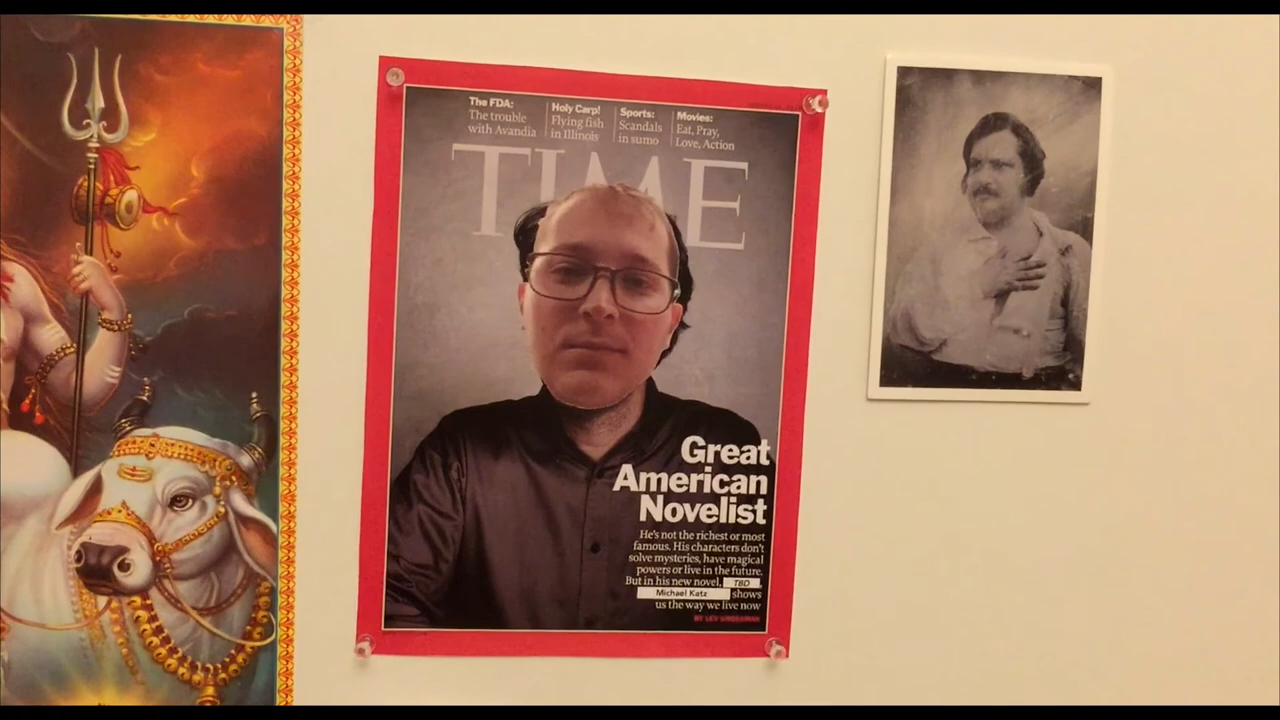 The FDA:
The trouble
with Avandia
Holy Carp!
Flying fish
in Illinois
Sports:
Scandals
in sumo
Movies:
Eat, Pray,
Love, Action
TIME
Great
American
Novelist
He's not the richest or most
famous. His characters don't
solve mysteries, have magical
powers or live in the future.
But in his new novel, TBD,
Michael Katz shows
us the way we live now
BY LEV GROSSMAN